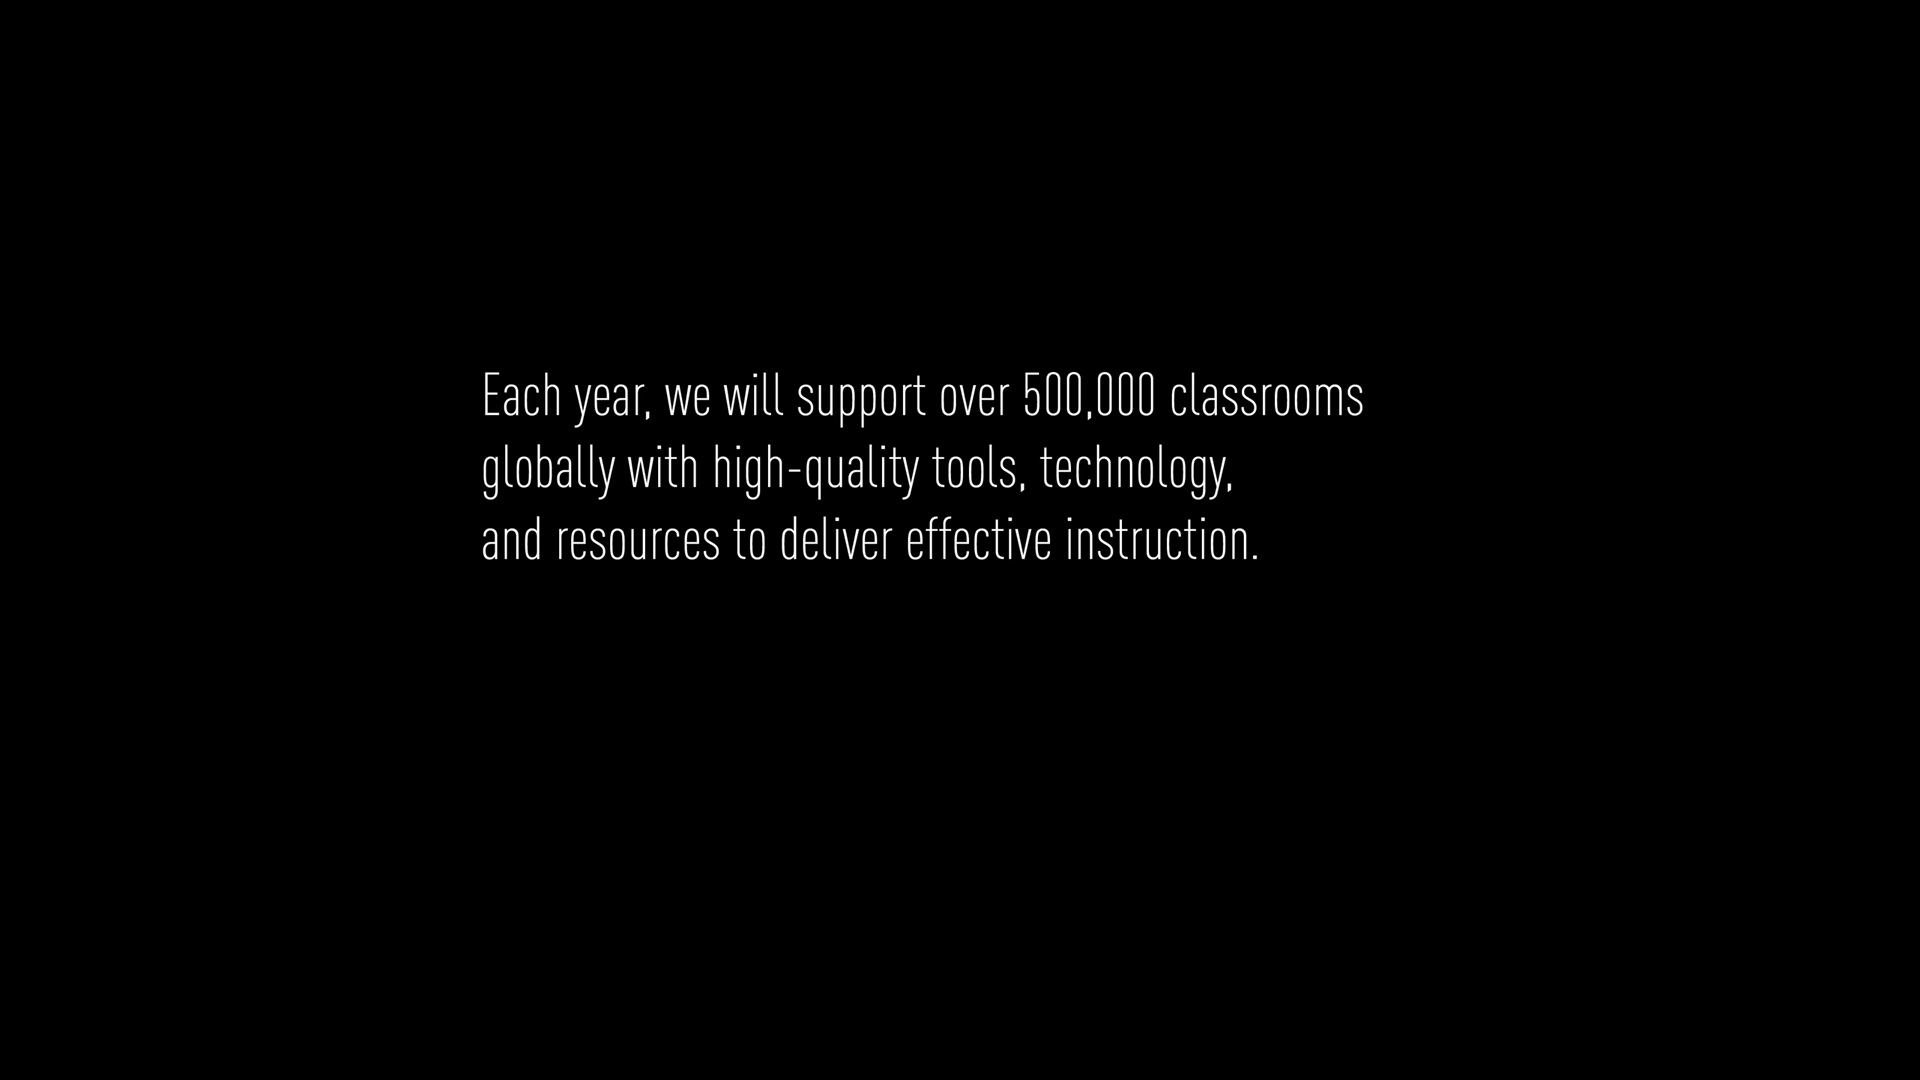 Each year, we will support over 500,000 classrooms
globally with high-quality tools, technology,
and resources to deliver effective instruction.